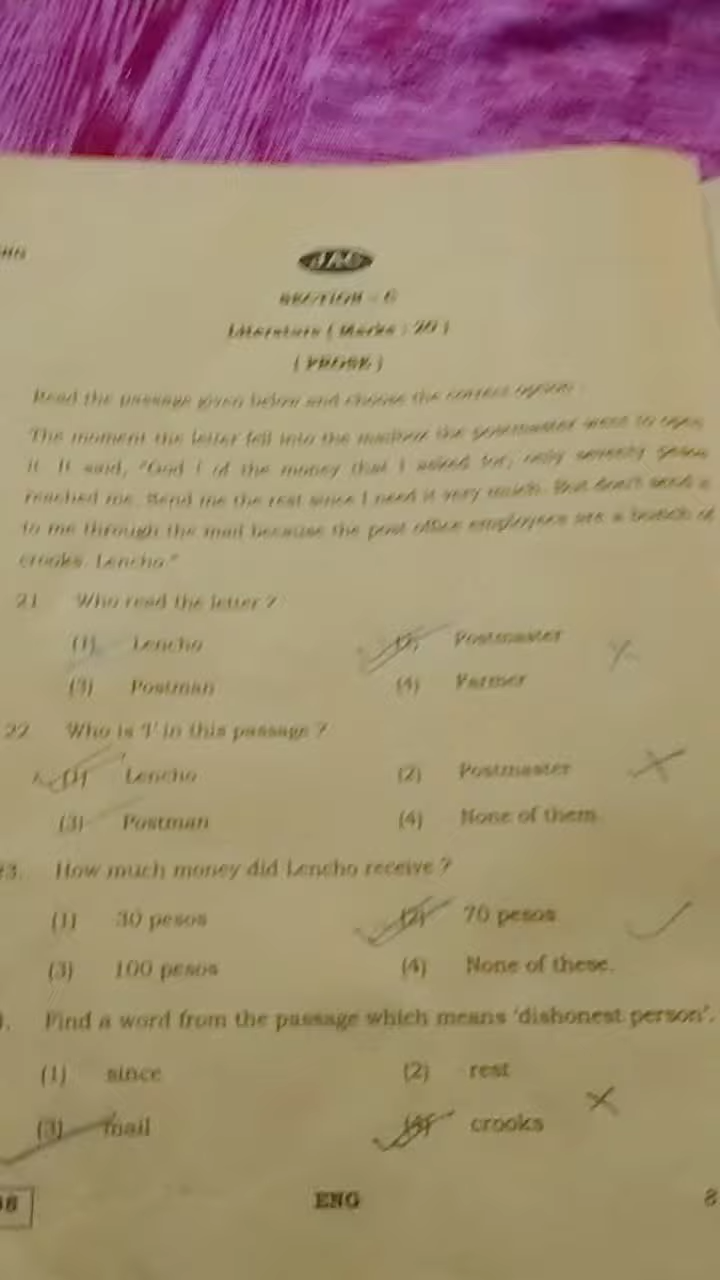 JAC
SECTION - C
Literature ( Marks : 20 )
( PROSE )
Read the passage given below and choose the correct option :
The moment the letter fell into the mailbox the postmaster went to open
it. It said, "God ! of the money that I asked for, only seventy pesos
reached me. Send me the rest since I need it very much. But don't send it
to me through the mail because the post office employees are a bunch of
crooks. Lencho."
21. Who read the letter ?
(1) Lencho (2) Postmaster
(3) Postman (4) Farmer
22. Who is 'I' in this passage ?
(1) Lencho (2) Postmaster
(3) Postman (4) None of them.
3. How much money did Lencho receive ?
(1) 30 pesos (2) 70 pesos
(3) 100 pesos (4) None of these.
. Find a word from the passage which means 'dishonest person'.
(1) since (2) rest
(3) mail (4) crooks
ENG 8